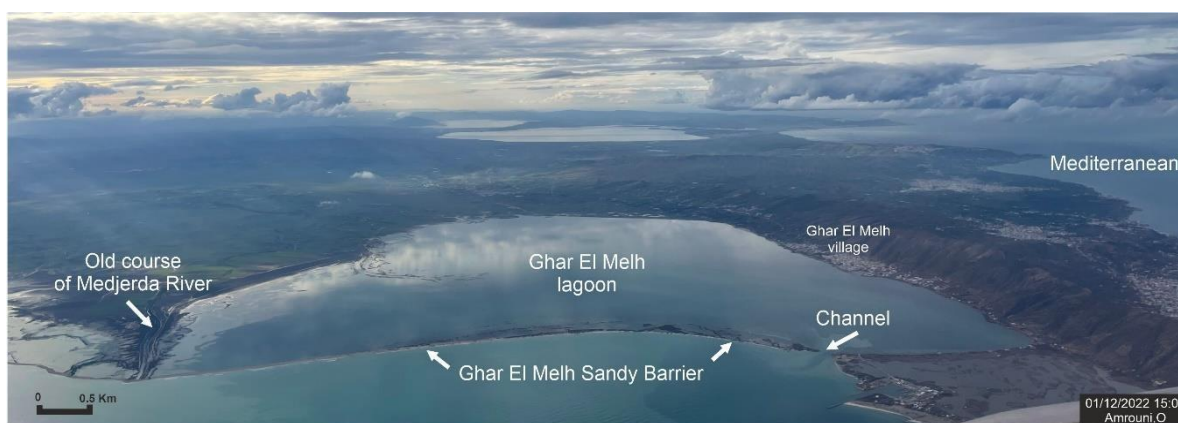 Mediterranean
Ghar El Melh
village
Old course
of Medjerda River
Ghar El Melh
lagoon
Channel
Ghar El Melh Sandy Barrier
0 0.5 Km
01/12/2022 15:0
Amrouni.O